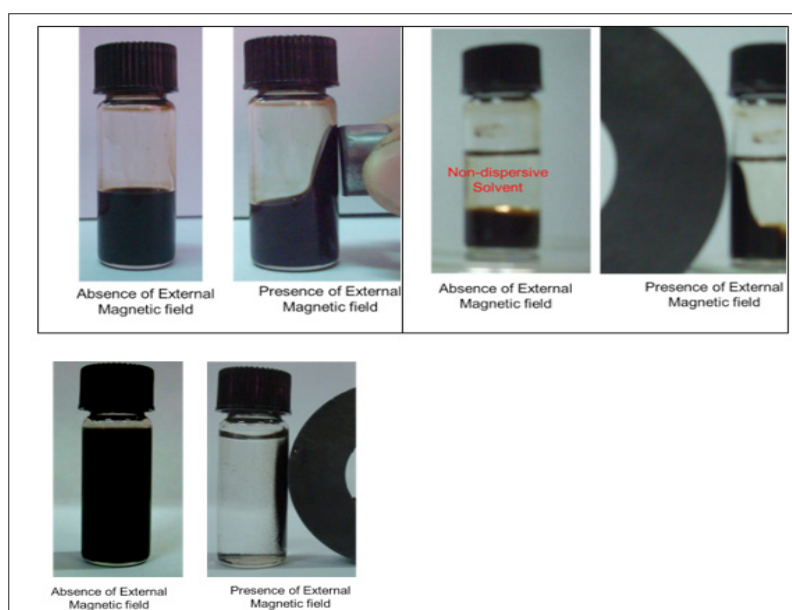 Non-dispersive
Solvent
Absence of External
Magnetic field
Presence of External
Magnetic field
Absence of External
Magnetic field
Presence of External
Magnetic field
Absence of External
Magnetic field
Presence of External
Magnetic field